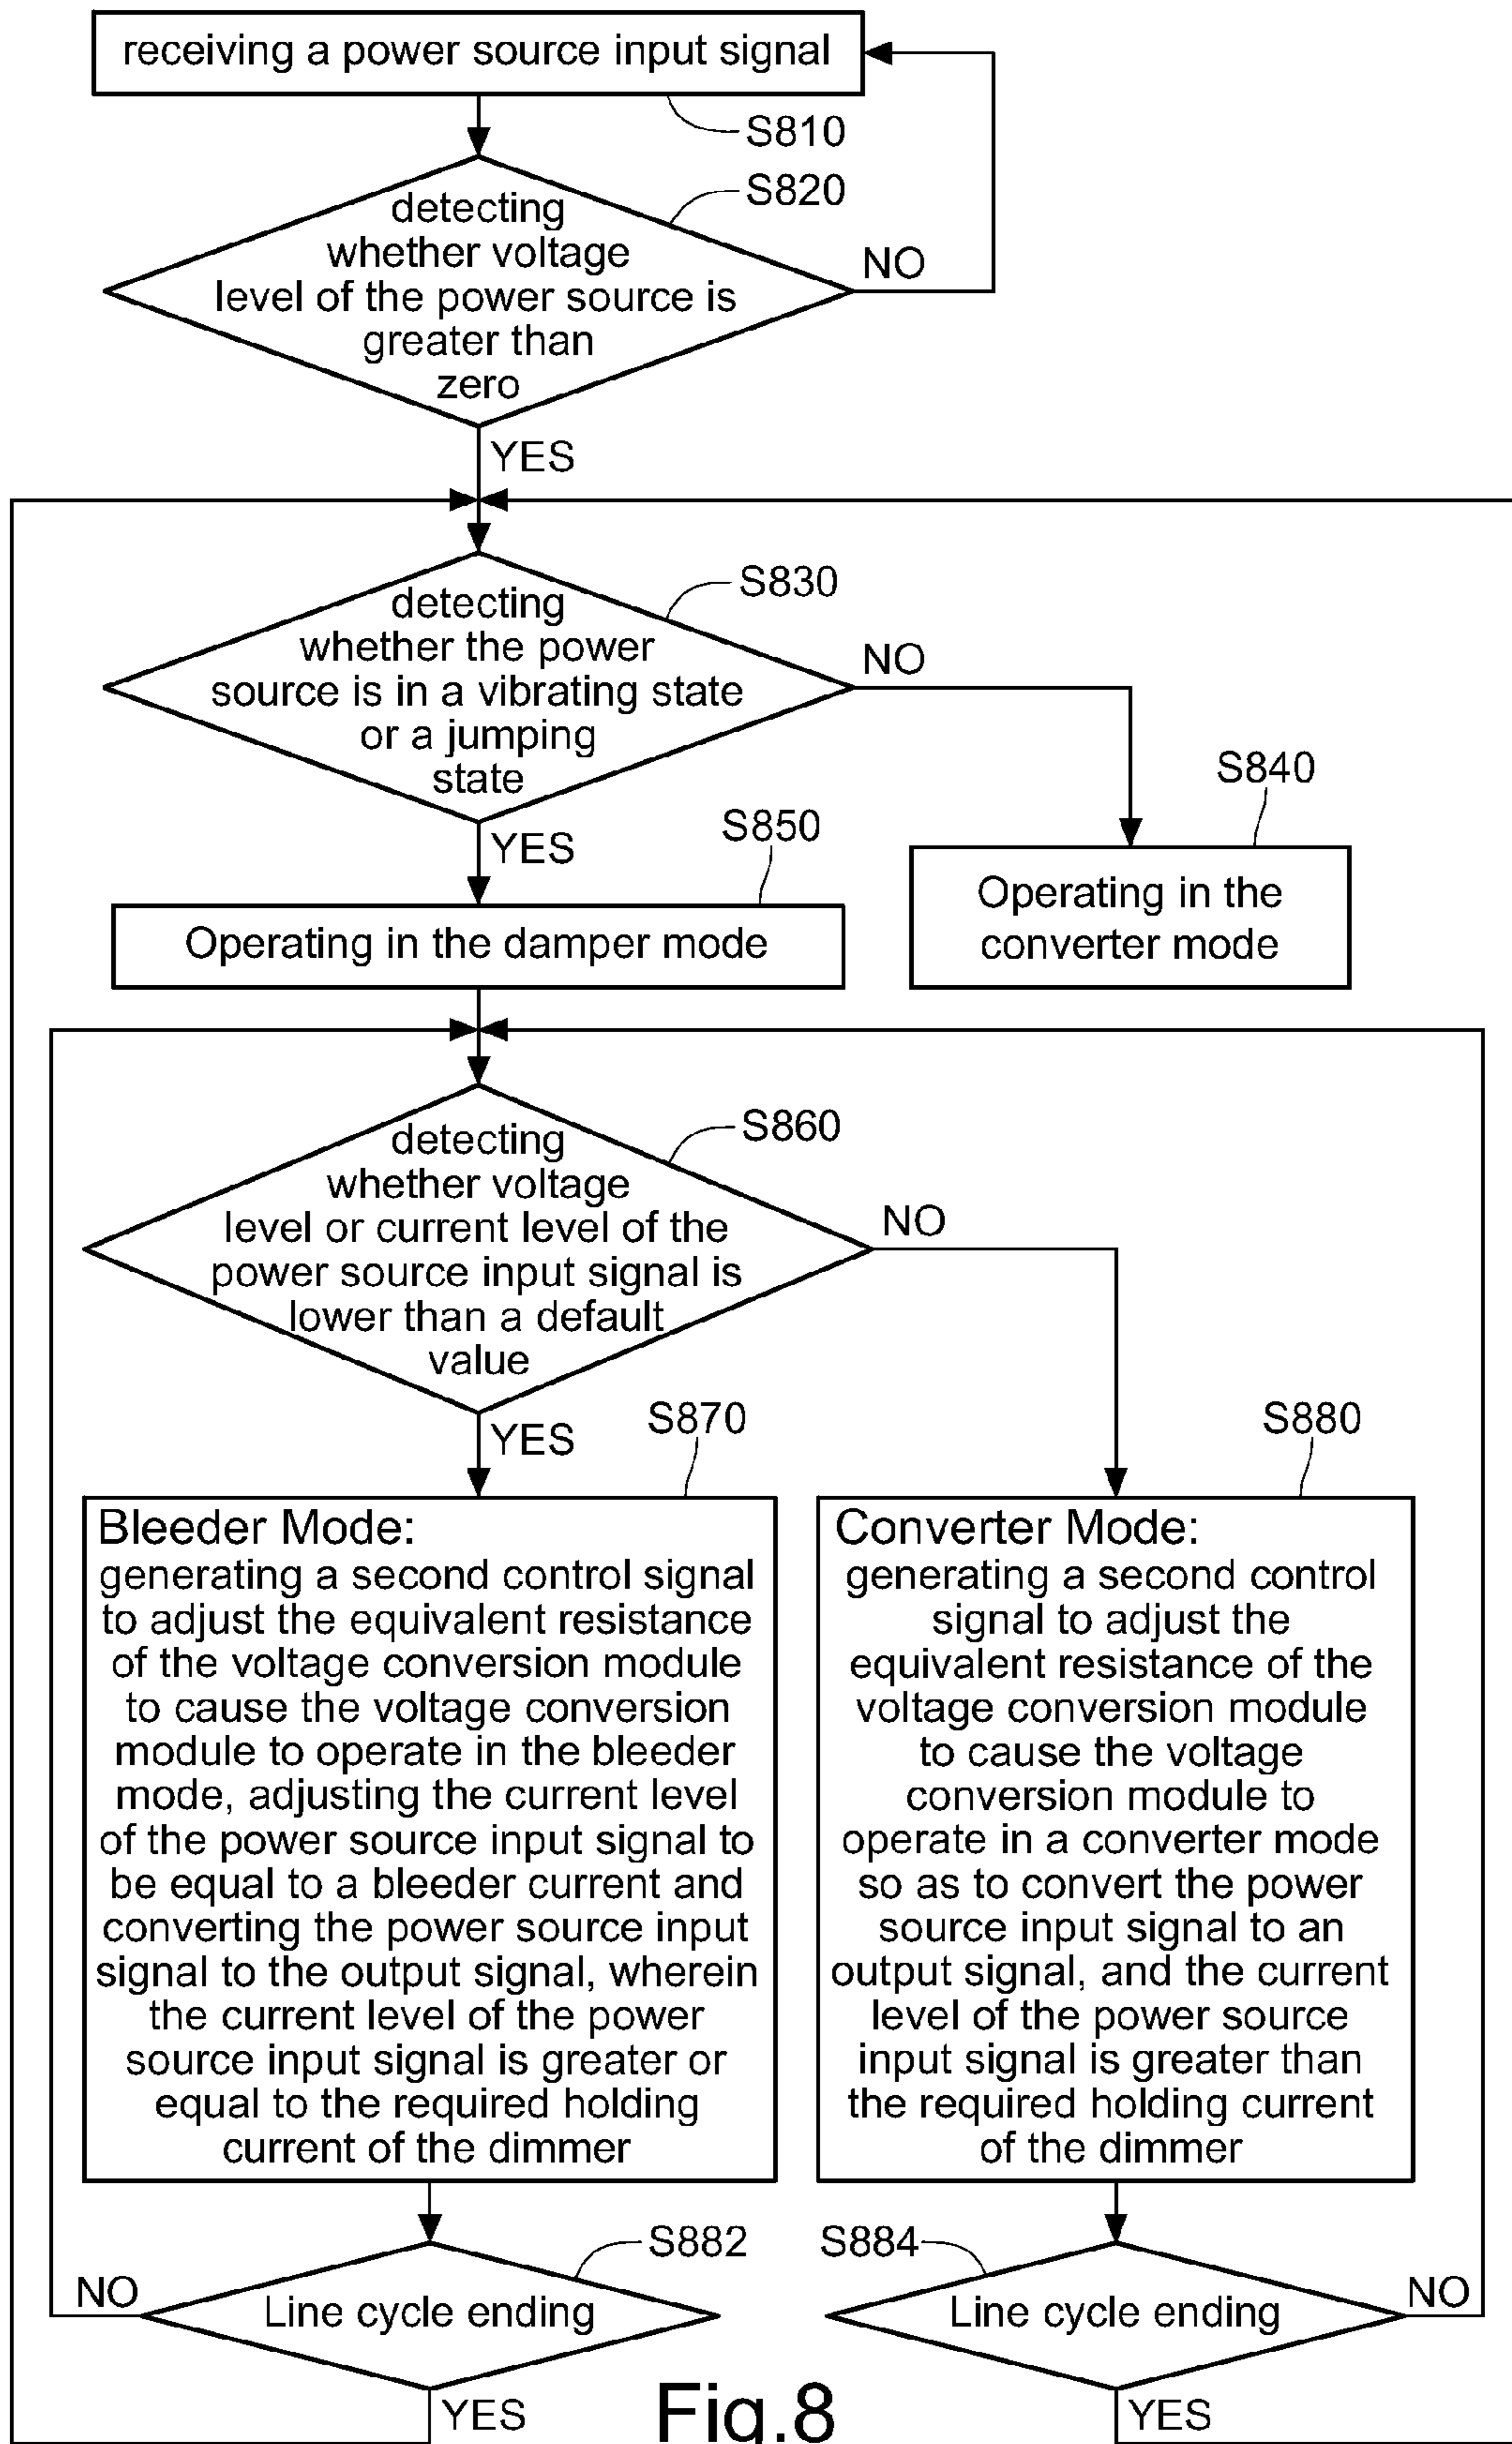 receiving a power source input signal
S810
S820
detecting
whether voltage
level of the power source is
greater than
zero
NO
YES
S830
detecting
whether the power
source is in a vibrating state
or a jumping
state
NO
S840
YES
S850
Operating in the
converter mode
Operating in the damper mode
S860
detecting
whether voltage
level or current level of the
power source input signal is
lower than a default
value
NO
YES
S870
S880
Bleeder Mode:
generating a second control signal
to adjust the equivalent resistance
of the voltage conversion module
to cause the voltage conversion
module to operate in the bleeder
mode, adjusting the current level
of the power source input signal to
be equal to a bleeder current and
converting the power source input
signal to the output signal, wherein
the current level of the power
source input signal is greater or
equal to the required holding
current of the dimmer
Converter Mode:
generating a second control
signal to adjust the
equivalent resistance of the
voltage conversion module
to cause the voltage
conversion module to
operate in a converter mode
so as to convert the power
source input signal to an
output signal, and the current
level of the power source
input signal is greater than
the required holding current
of the dimmer
S882
S884
NO
Line cycle ending
Line cycle ending
NO
YES
Fig.8
YES